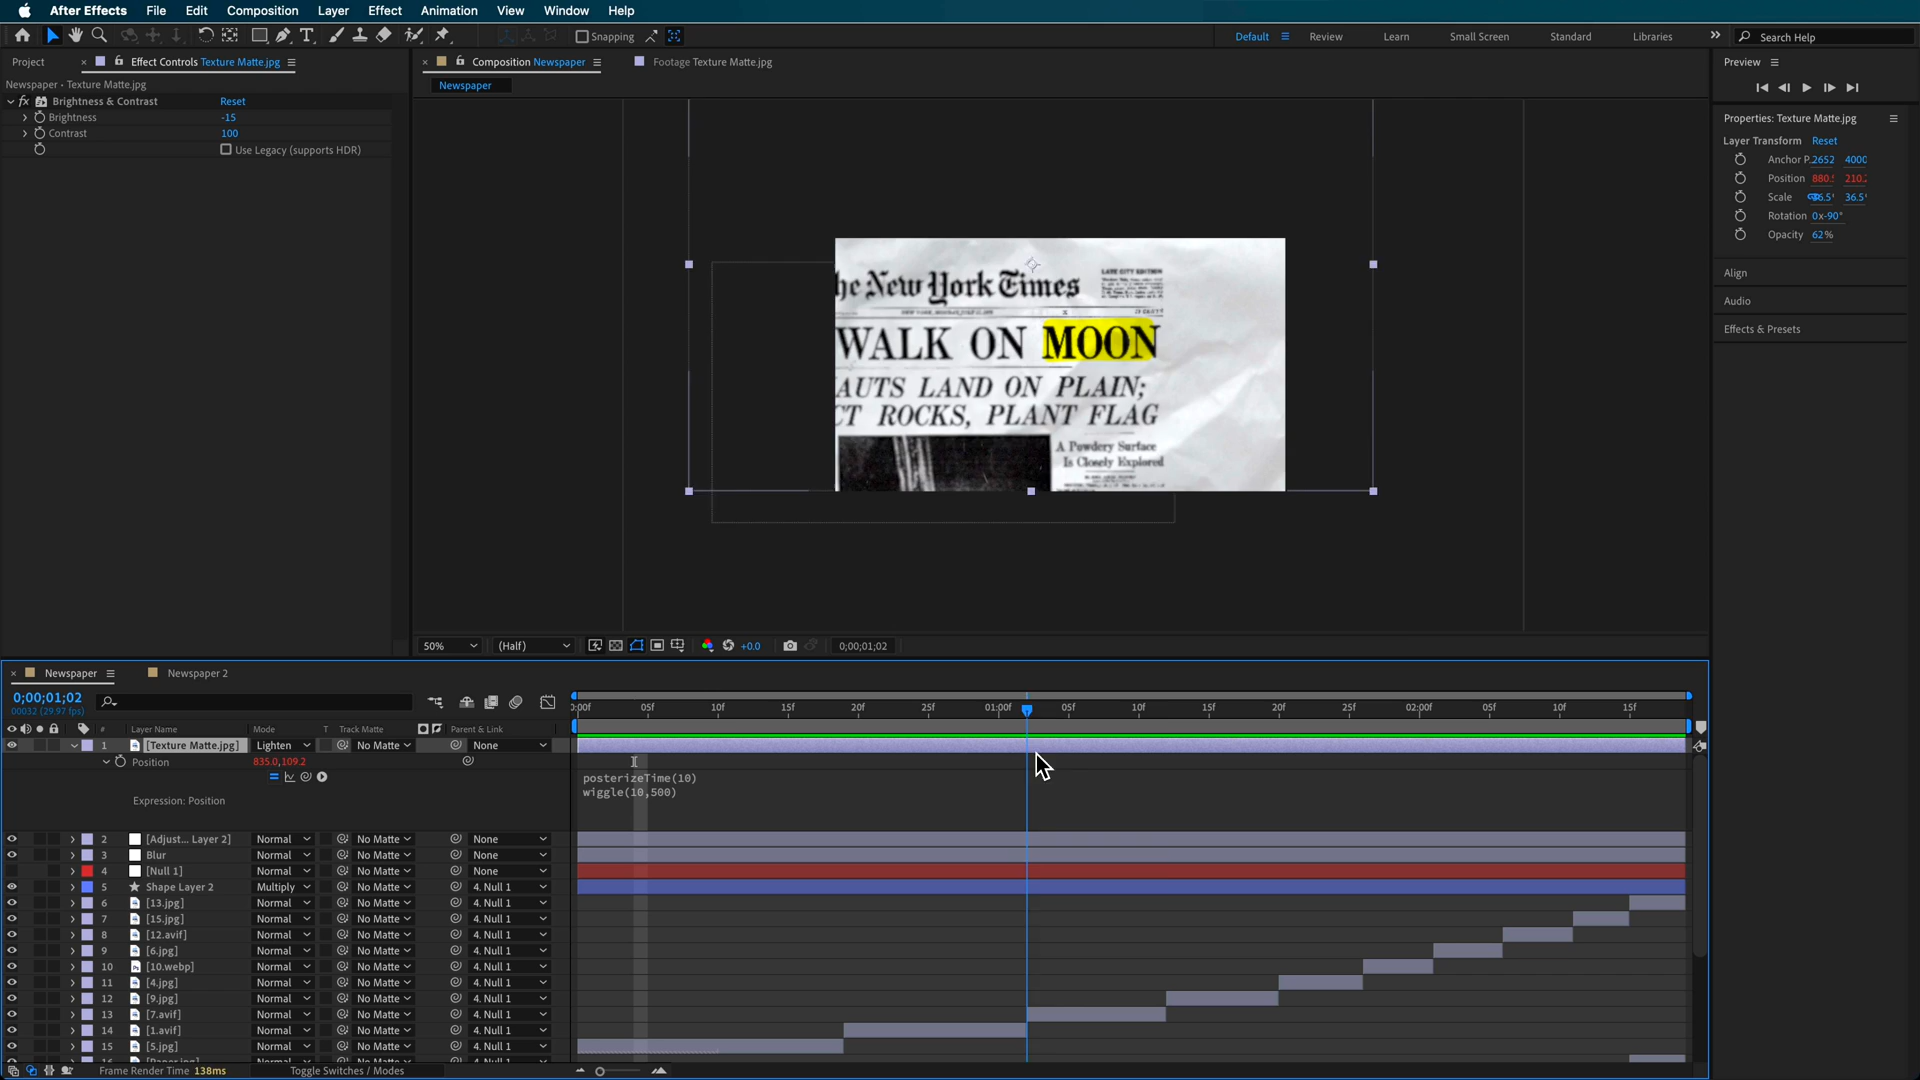 After Effects File Edit Composition Layer Effect Animation View Window Help
Snapping Default Review Learn Small Screen Standard Libraries Search Help
Project Effect Controls Texture Matte.jpg Composition Newspaper Footage Texture Matte.jpg Preview
Newspaper • Texture Matte.jpg Newspaper
fx Brightness & Contrast Reset
Brightness -15
Contrast 100
Use Legacy (supports HDR)
Properties: Texture Matte.jpg
Layer Transform Reset
Anchor P. 2652 4000
Position 880. 210.
Scale 36.5 36.5
Rotation 0x-90°
Opacity 62%
Align
Audio
Effects & Presets
he New York Times
LATE CITY EDITION
WALK ON MOON
AUTS LAND ON PLAIN;
CT ROCKS, PLANT FLAG
A Powdery Surface
Is Closely Explored
50% (Half) +0.0 0;00;01;02
Newspaper Newspaper 2
0;00;01;02
00032 (29.97 fps)
:00f 05f 10f 15f 20f 25f 01:00f 05f 10f 15f 20f 25f 02:00f 05f 10f 15f
# Layer Name Mode T Track Matte Parent & Link
1 [Texture Matte.jpg] Lighten No Matte None
Position 835.0,109.2
posterizeTime(10)
wiggle(10,500)
Expression: Position
2 [Adjust... Layer 2] Normal No Matte None
3 Blur Normal No Matte None
4 [Null 1] Normal No Matte None
5 Shape Layer 2 Multiply No Matte 4. Null 1
6 [13.jpg] Normal No Matte 4. Null 1
7 [15.jpg] Normal No Matte 4. Null 1
8 [12.avif] Normal No Matte 4. Null 1
9 [6.jpg] Normal No Matte 4. Null 1
10 [10.webp] Normal No Matte 4. Null 1
11 [4.jpg] Normal No Matte 4. Null 1
12 [9.jpg] Normal No Matte 4. Null 1
13 [7.avif] Normal No Matte 4. Null 1
14 [1.avif] Normal No Matte 4. Null 1
15 [5.jpg] Normal No Matte 4. Null 1
Frame Render Time 138ms Toggle Switches / Modes